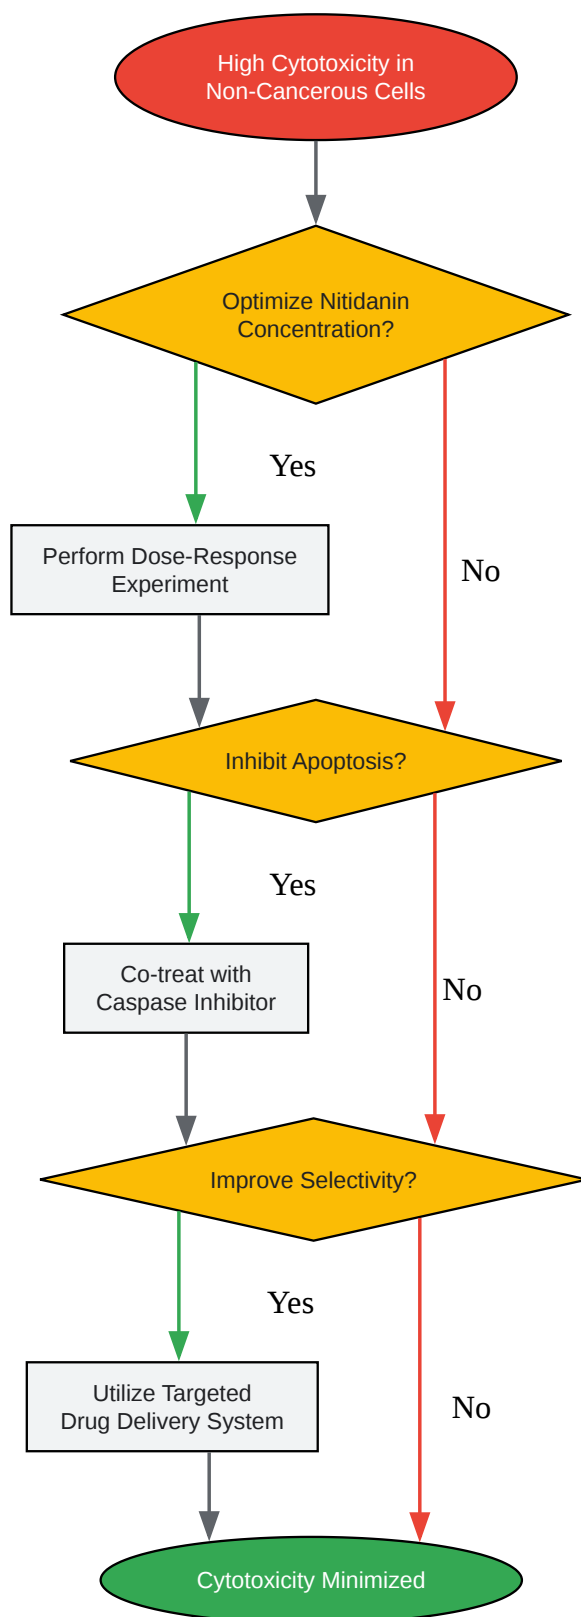 High Cytotoxicity in
Non-Cancerous Cells
Optimize Nitidanin
Concentration?
Yes
Perform Dose-Response
Experiment
No
Inhibit Apoptosis?
Yes
Co-treat with
Caspase Inhibitor
No
Improve Selectivity?
Yes
Utilize Targeted
Drug Delivery System
No
Cytotoxicity Minimized